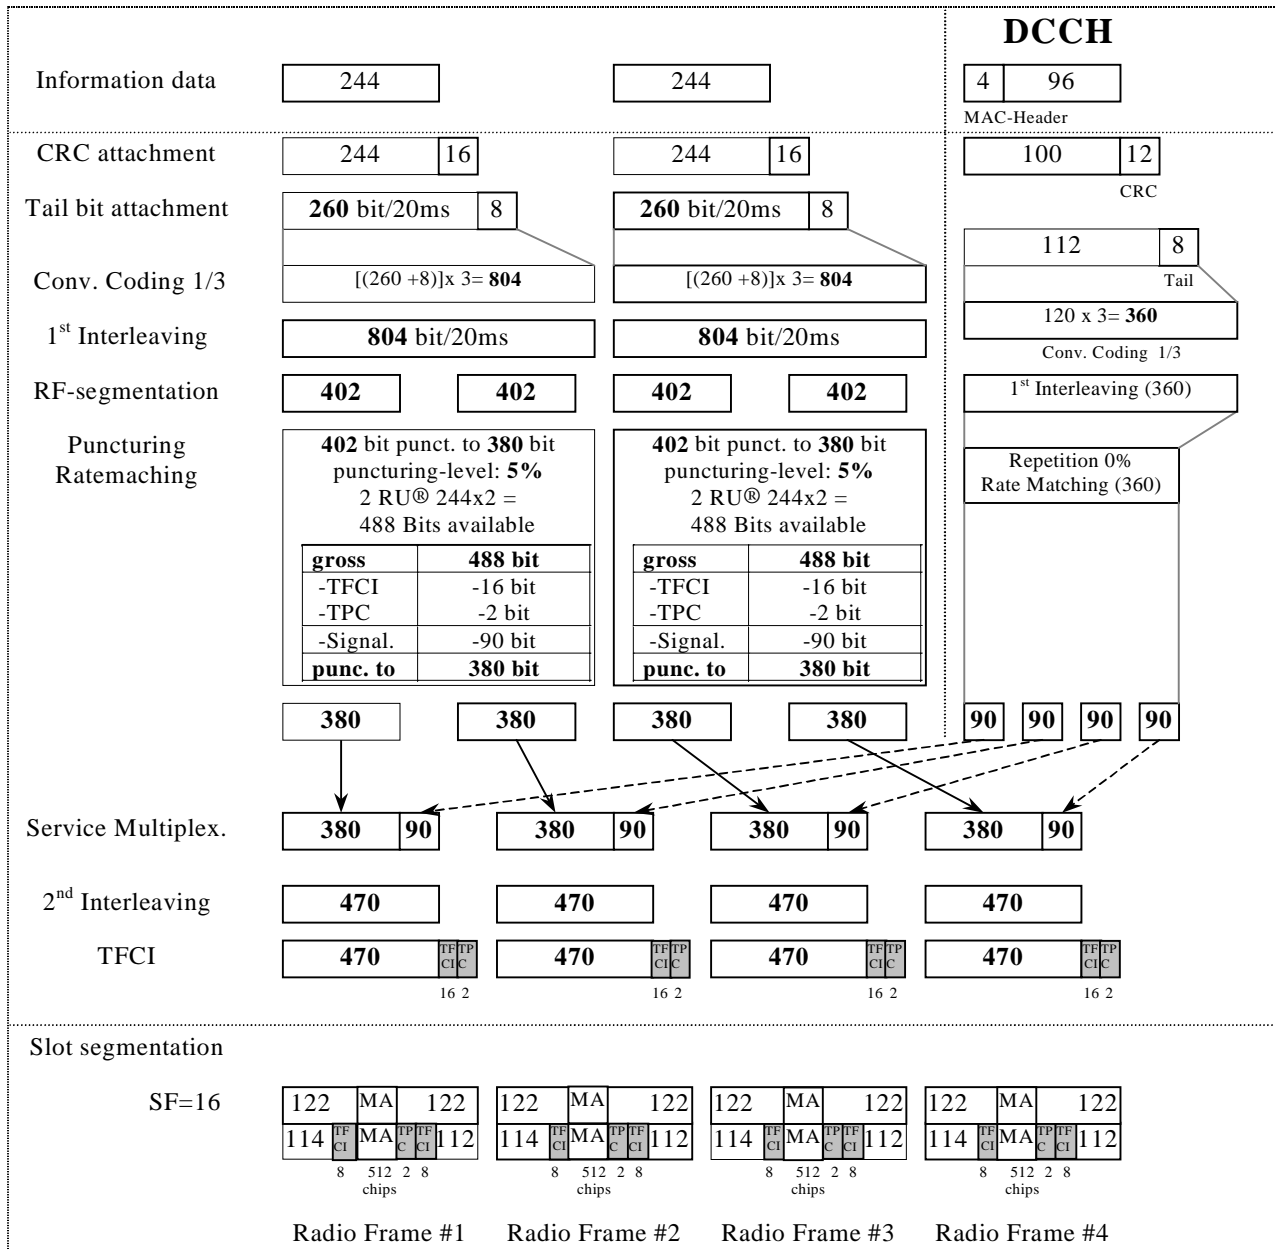 DCCH
Information data 244 244 4 96
MAC-Header
CRC attachment 244 16 244 16 100 12
CRC
Tail bit attachment 260 bit/20ms 8 260 bit/20ms 8
112 8
Tail
Conv. Coding 1/3 [(260 +8)]x 3= 804 [(260 +8)]x 3= 804
120 x 3= 360
Conv. Coding 1/3
1st Interleaving 804 bit/20ms 804 bit/20ms
RF-segmentation 402 402 402 402 1st Interleaving (360)
Puncturing 402 bit punct. to 380 bit 402 bit punct. to 380 bit
Ratemaching puncturing-level: 5% puncturing-level: 5% Repetition 0%
2 RU® 244x2 = 2 RU® 244x2 = Rate Matching (360)
488 Bits available 488 Bits available
gross 488 bit gross 488 bit
-TFCI -16 bit -TFCI -16 bit
-TPC -2 bit -TPC -2 bit
-Signal. -90 bit -Signal. -90 bit
punc. to 380 bit punc. to 380 bit
380 380 380 380 90 90 90 90
Service Multiplex. 380 90 380 90 380 90 380 90
2nd Interleaving 470 470 470 470
TFCI 470 TF CI TP C 470 TF CI TP C 470 TF CI TP C 470 TF CI TP C
16 2 16 2 16 2 16 2
Slot segmentation
SF=16 122 MA 122 122 MA 122 122 MA 122 122 MA 122
114 TF CI MA TP C TF CI 112 114 TF CI MA TP C TF CI 112 114 TF CI MA TP C TF CI 112 114 TF CI MA TP C TF CI 112
8 512 2 8 8 512 2 8 8 512 2 8 8 512 2 8
chips chips chips chips
Radio Frame #1 Radio Frame #2 Radio Frame #3 Radio Frame #4